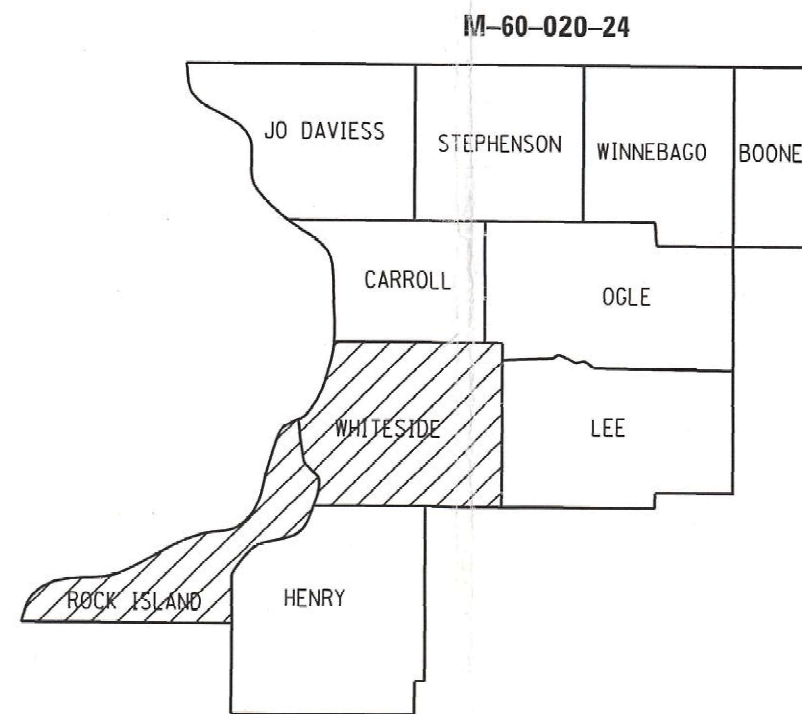 M-60-020-24
JO DAVIESS
STEPHENSON
WINNEBAGO
BOONE
CARROLL
OGLE
WHITESIDE
LEE
ROCK ISLAND
HENRY